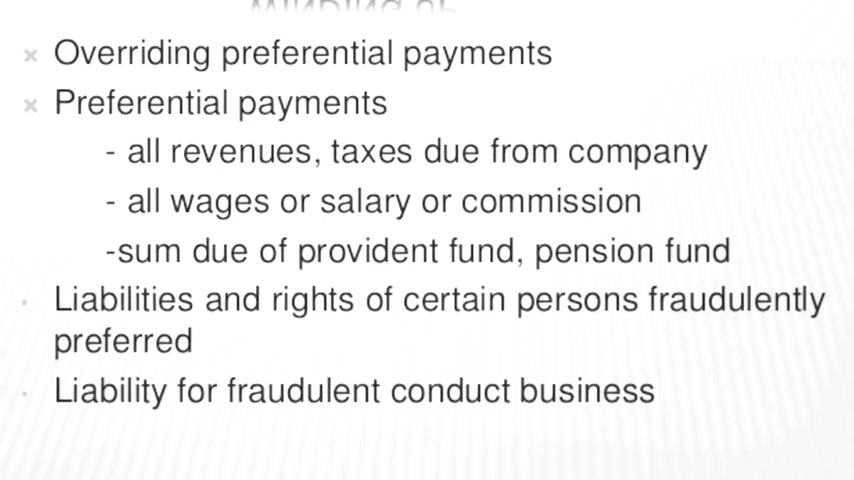 × Overriding preferential payments
× Preferential payments
- all revenues, taxes due from company
- all wages or salary or commission
-sum due of provident fund, pension fund
· Liabilities and rights of certain persons fraudulently
preferred
· Liability for fraudulent conduct business